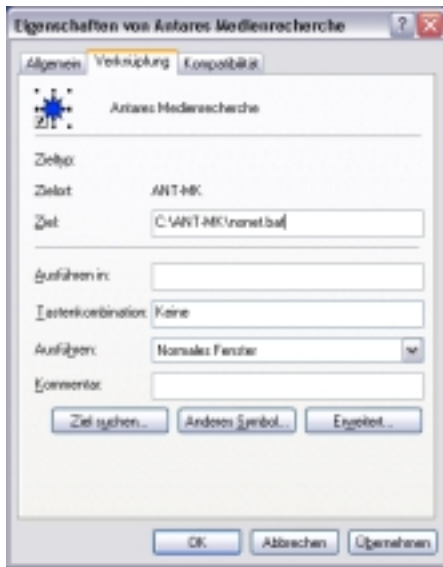 Eigenschaften von Antares Medienrecherche
Allgemein Verknüpfung Kompatibilität
Antares Medienrecherche
Zieltyp:
Zielort: ANT-MK
Ziel: C:\ANT-MK\nonet.bat
Ausführen in:
Tastenkombination: Keine
Ausführen: Normales Fenster
Kommentar:
Ziel suchen... Anderes Symbol... Erweitert...
OK Abbrechen Übernehmen